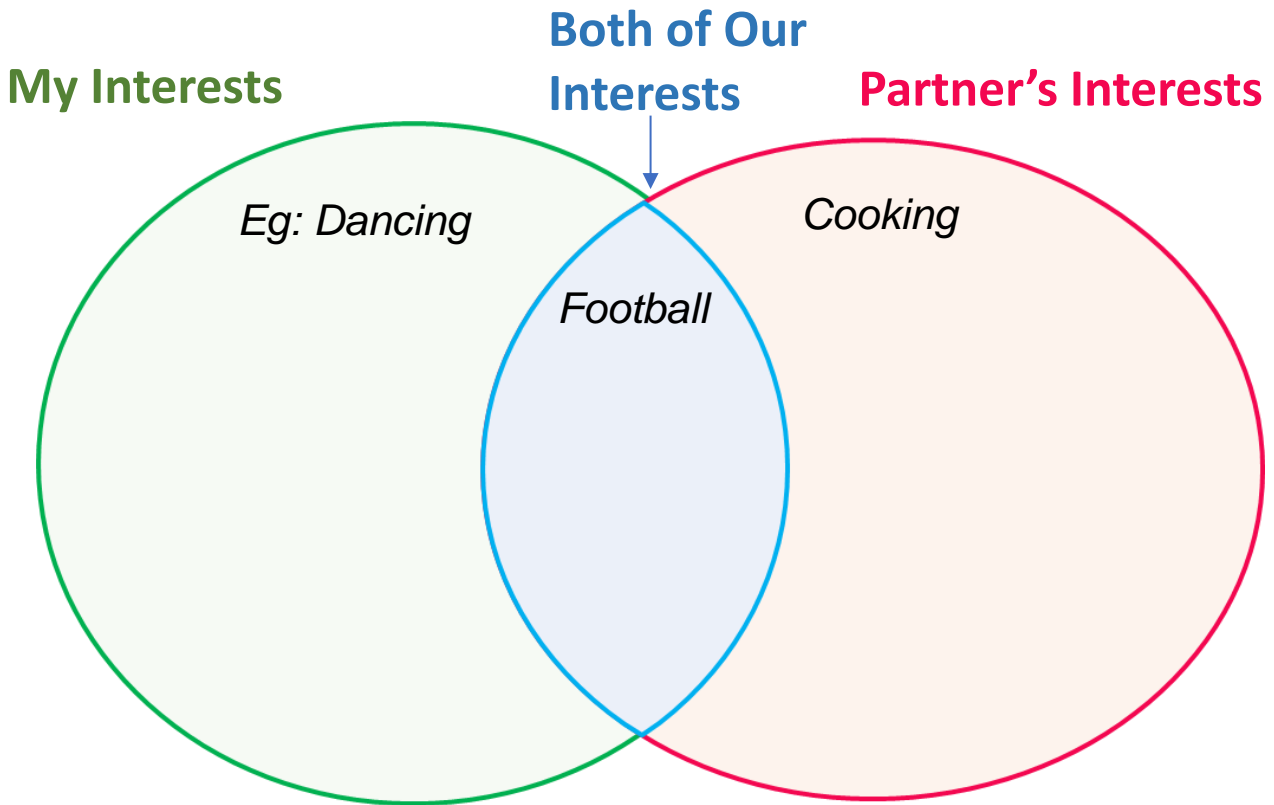 My Interests
Both of Our
Interests
Partner’s Interests
Eg: Dancing
Football
Cooking